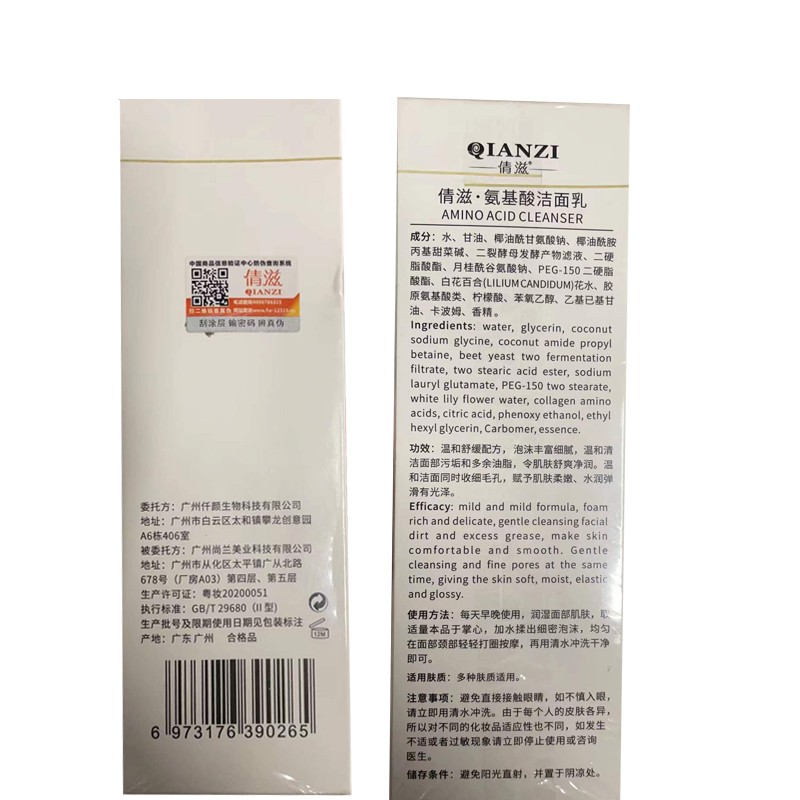 中国商品信息验证中心防伪查询系统
倩滋
QIANZI
刮涂层 输密码 辨真伪
委托方：广州仟颜生物科技有限公司
地址：广州市白云区太和镇攀龙创意园
A6栋406室
被委托方：广州尚兰美业科技有限公司
地址：广州市从化区太平镇广从北路
678号（厂房A03）第四层、第五层
生产许可证：粤妆20200051
执行标准：GB/T 29680（II型）
生产批号及限期使用日期见包装标注
产地：广东广州 合格品
12M
6 973176 390265
QIANZI
倩滋®
倩滋·氨基酸洁面乳
AMINO ACID CLEANSER
成分：水、甘油、椰油酰甘氨酸钠、椰油酰胺
丙基甜菜碱、二裂酵母发酵产物滤液、二硬
脂酸酯、月桂酰谷氨酸钠、PEG-150二硬脂
酸酯、白花百合(LILIUM CANDIDUM)花水、胶
原氨基酸类、柠檬酸、苯氧乙醇、乙基已基甘
油、卡波姆、香精。
Ingredients: water, glycerin, coconut
sodium glycine, coconut amide propyl
betaine, beet yeast two fermentation
filtrate, two stearic acid ester, sodium
lauryl glutamate, PEG-150 two stearate,
white lily flower water, collagen amino
acids, citric acid, phenoxy ethanol, ethyl
hexyl glycerin, Carbomer, essence.
功效：温和舒缓配方，泡沫丰富细腻，温和清
洁面部污垢和多余油脂，令肌肤舒爽净润。温
和洁面同时收细毛孔，赋予肌肤柔嫩、水润弹
滑有光泽。
Efficacy: mild and mild formula, foam
rich and delicate, gentle cleansing facial
dirt and excess grease, make skin
comfortable and smooth. Gentle
cleansing and fine pores at the same
time, giving the skin soft, moist, elastic
and glossy.
使用方法：每天早晚使用，润湿面部肌肤，取
适量本品于掌心，加水揉出细密泡沫，均匀
在面部颈部轻轻打圈按摩，再用清水冲洗干净
即可。
适用肤质：多种肤质适用。
注意事项：避免直接接触眼睛，如不慎入眼，
请立即用清水冲洗。由于每个人的皮肤各异，
所以对不同的化妆品适应性也不同，如发生
不适或者过敏现象请立即停止使用或咨询
医生。
储存条件：避免阳光直射，并置于阴凉处。